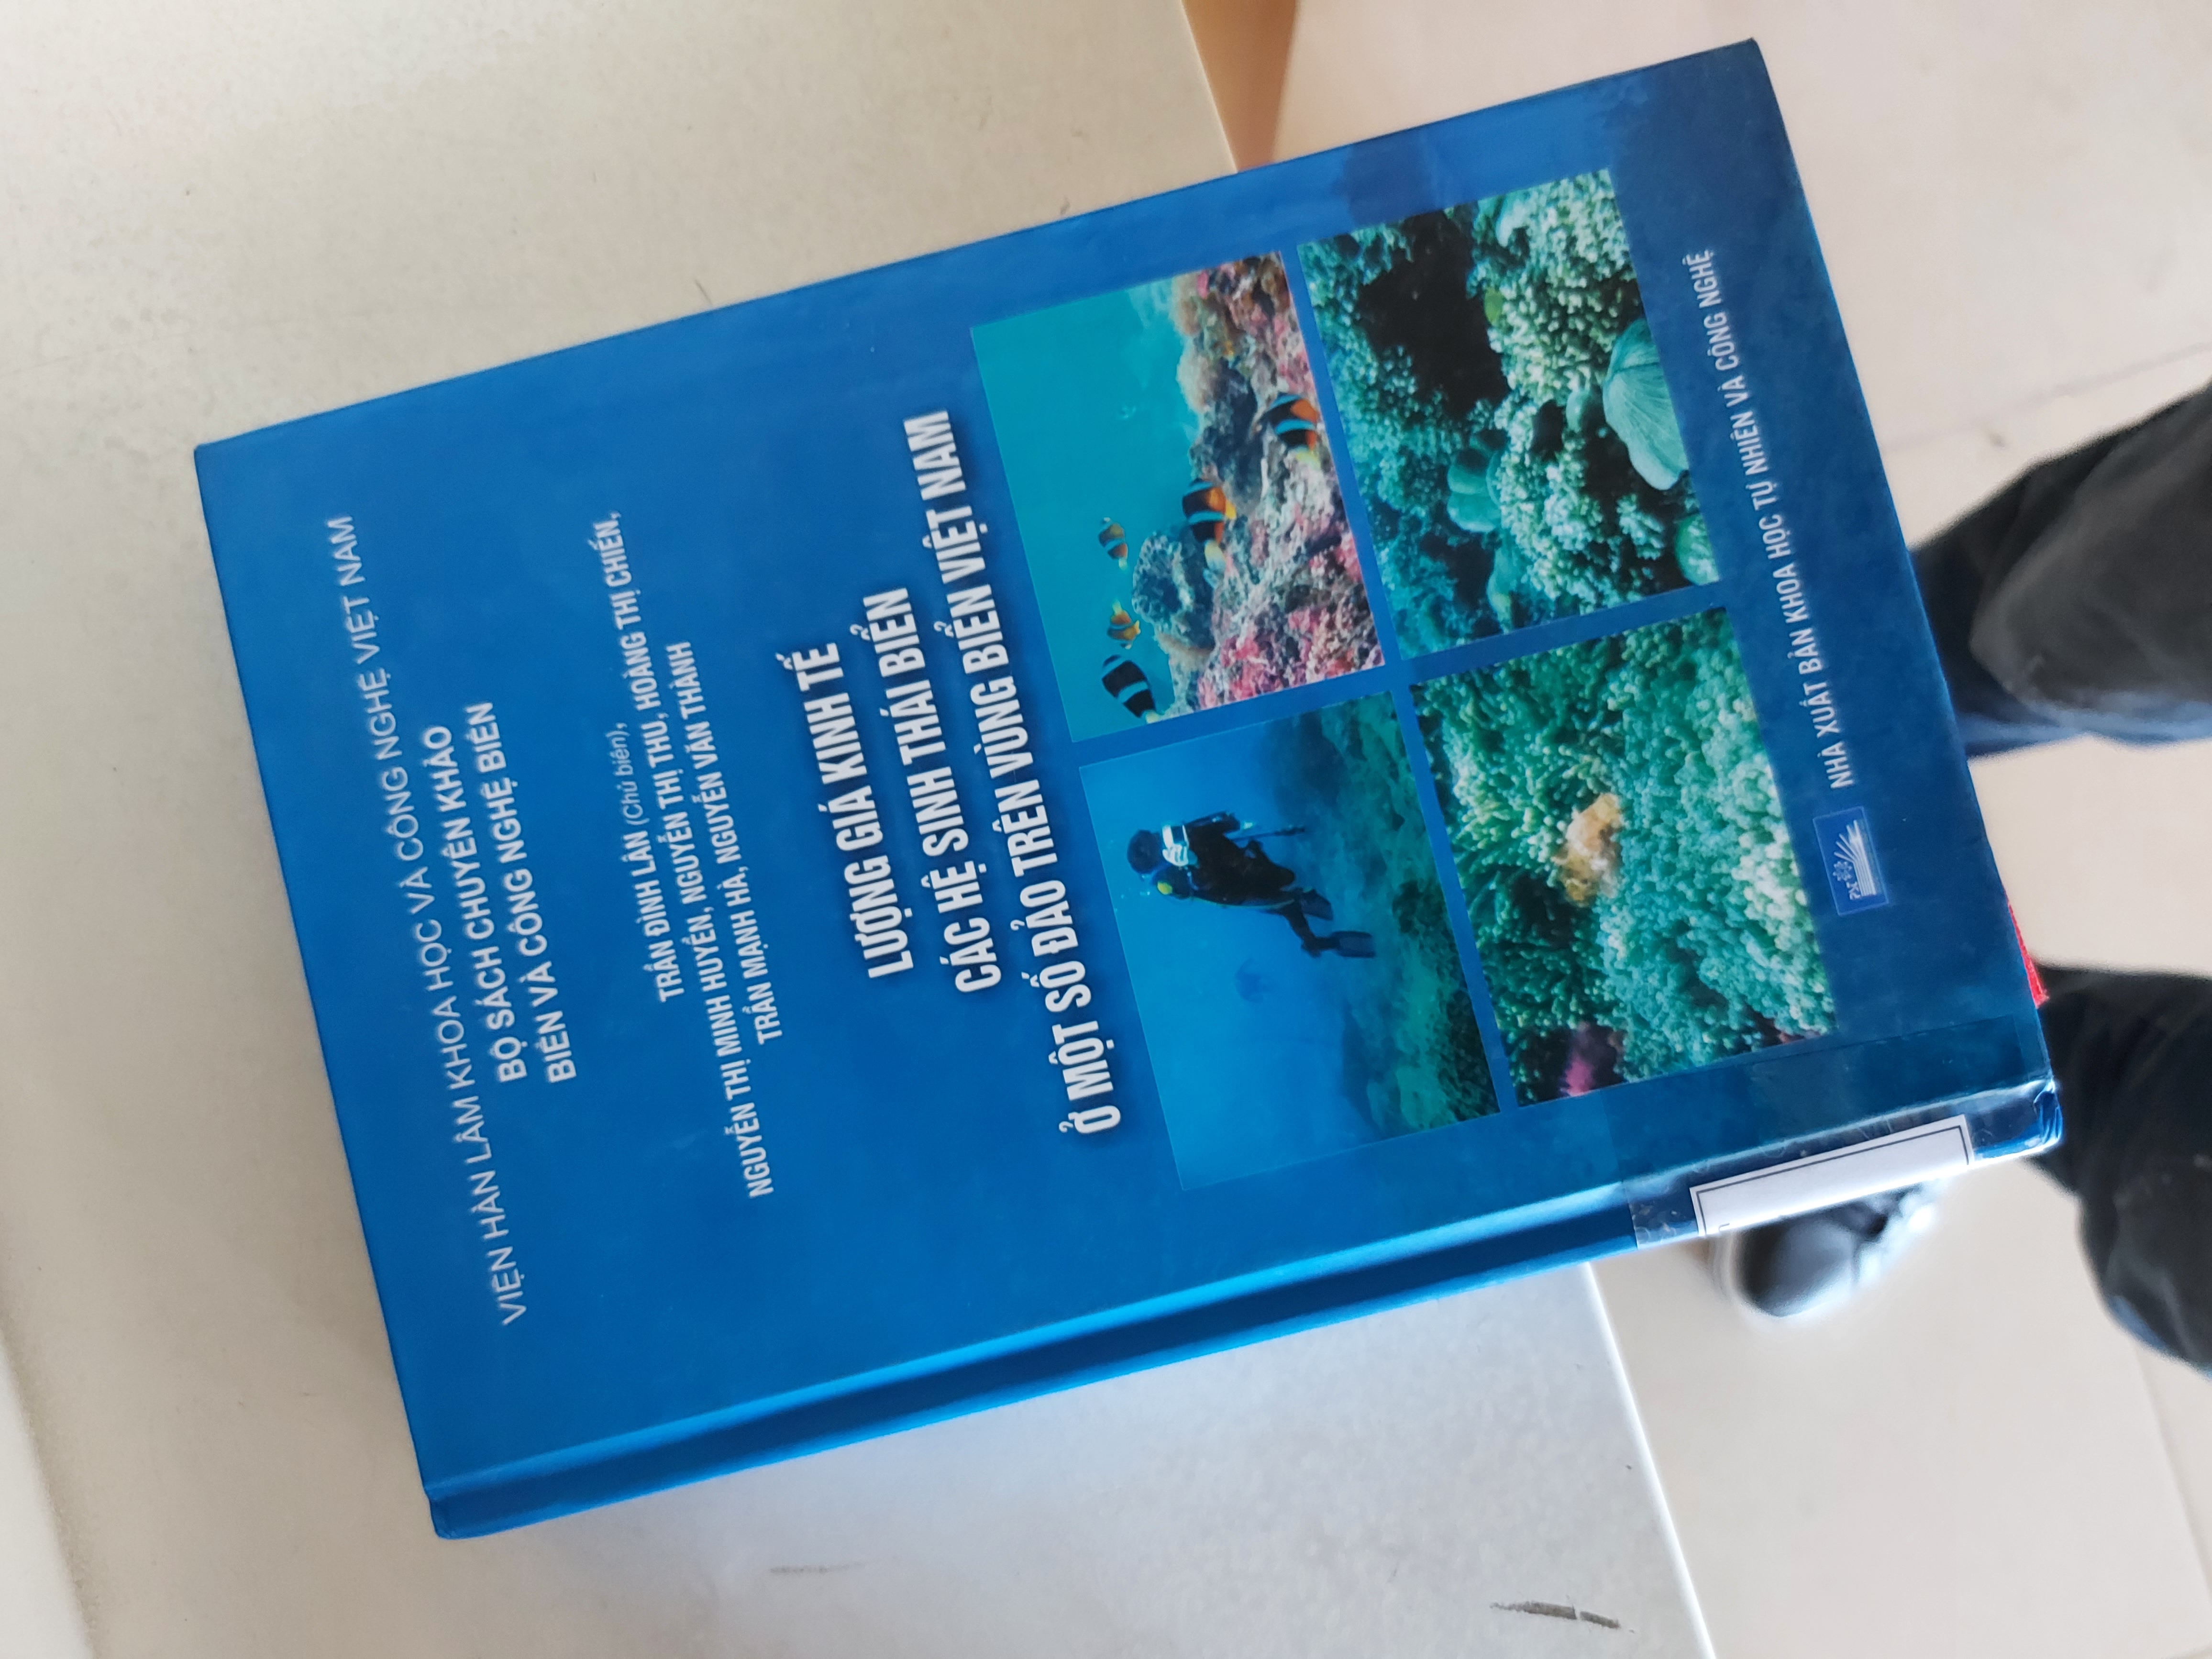 VIỆN HÀN LÂM KHOA HỌC VÀ CÔNG NGHỆ VIỆT NAM
BỘ SÁCH CHUYÊN KHẢO
BIỂN VÀ CÔNG NGHỆ BIỂN
TRẦN ĐÌNH LÂN (Chủ biên),
NGUYỄN THỊ MINH HUYỀN, NGUYỄN THỊ THU, HOÀNG THỊ CHIẾN,
TRẦN MẠNH HÀ, NGUYỄN VĂN THÀNH
LƯỢNG GIÁ KINH TẾ
CÁC HỆ SINH THÁI BIỂN
Ở MỘT SỐ ĐẢO TRÊN VÙNG BIỂN VIỆT NAM
NHÀ XUẤT BẢN KHOA HỌC TỰ NHIÊN VÀ CÔNG NGHỆ